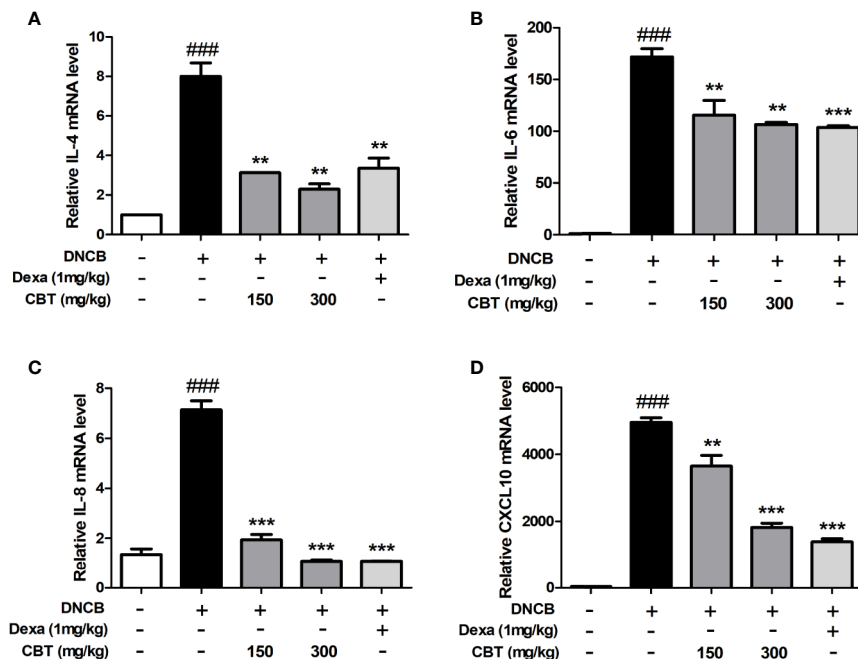 A
Relative IL-4 mRNA level
10
8
6
4
2
0
###
**
**
**
DNCB - + + + +
Dexa (1mg/kg) - - - - +
CBT (mg/kg) - - 150 300 -
B
Relative IL-6 mRNA level
200
150
100
50
0
###
**
**
***
DNCB - + + + +
Dexa (1mg/kg) - - - - +
CBT (mg/kg) - - 150 300 -
C
Relative IL-8 mRNA level
8
6
4
2
0
###
***
***
***
DNCB - + + + +
Dexa (1mg/kg) - - - - +
CBT (mg/kg) - - 150 300 -
D
Relative CXCL10 mRNA level
6000
4000
2000
0
###
**
***
***
DNCB - + + + +
Dexa (1mg/kg) - - - - +
CBT (mg/kg) - - 150 300 -